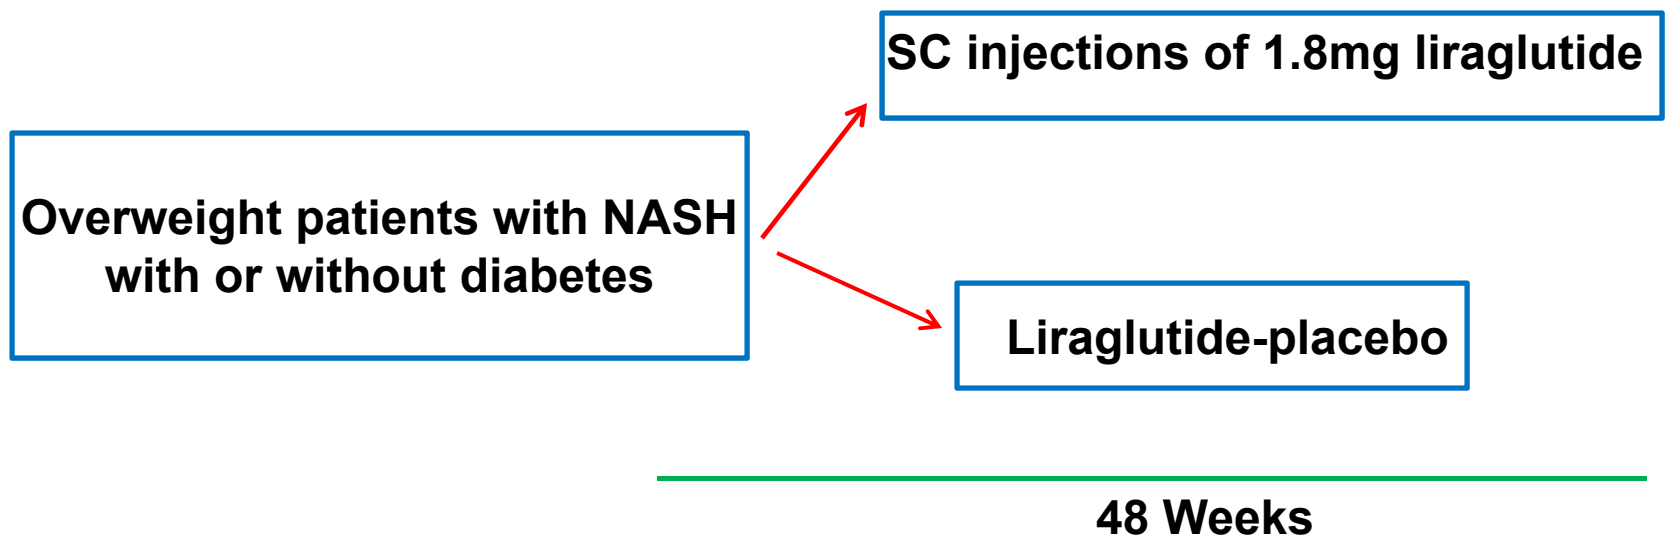 SC injections of 1.8mg liraglutide
Overweight patients with NASH
with or without diabetes
Liraglutide-placebo
48 Weeks